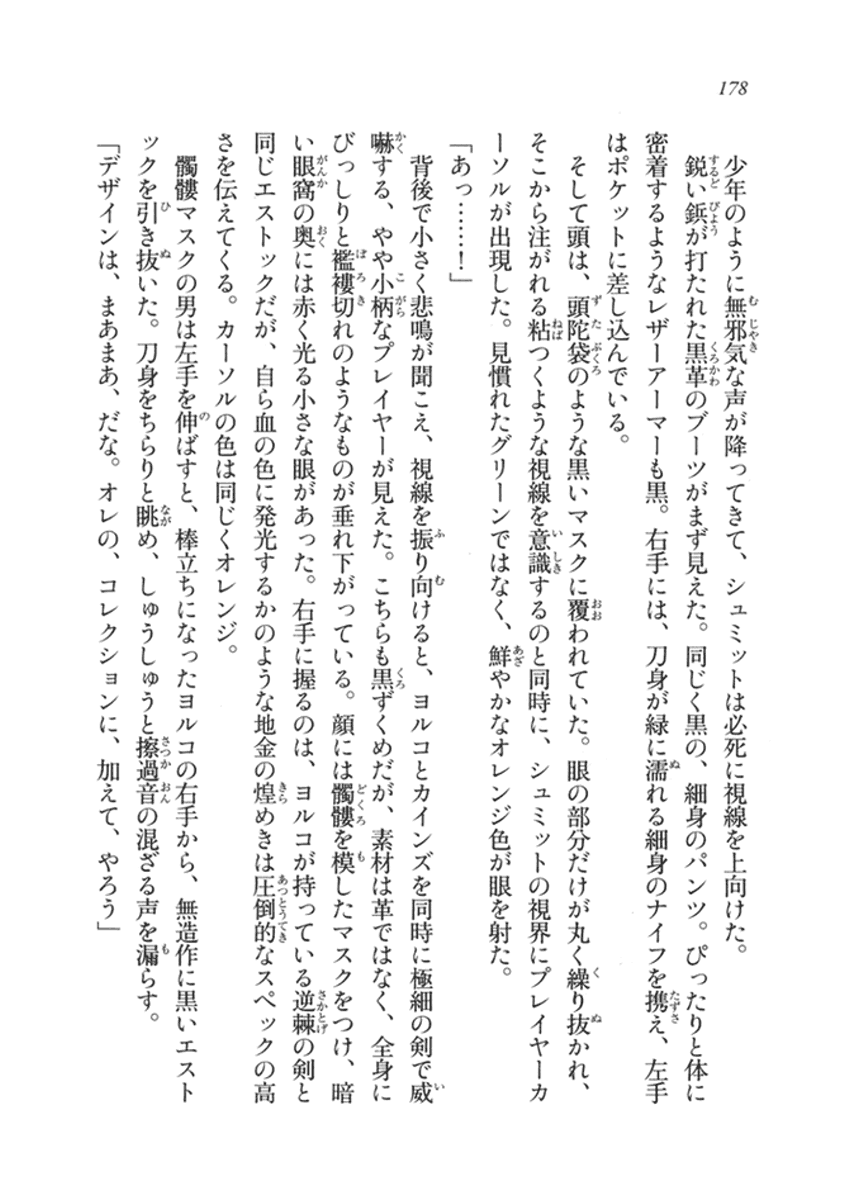 178
少年のように無邪気な声が降ってきて、シュミットは必死に視線を上向けた。
鋭い鋲が打たれた黒革のブーツがまず見えた。同じく黒の、細身のパンツ。ぴったりと体に
密着するようなレザーアーマーも黒。右手には、刀身が緑に濡れる細身のナイフを携え、左手
はポケットに差し込んでいる。
そして頭は、頭陀袋のような黒いマスクに覆われていた。眼の部分だけが丸く繰り抜かれ、
そこから注がれる粘つくような視線を意識するのと同時に、シュミットの視界にプレイヤーカ
ーソルが出現した。見慣れたグリーンではなく、鮮やかなオレンジ色が眼を射た。
「あっ……！」
背後で小さく悲鳴が聞こえ、視線を振り向けると、ヨルコとカインズを同時に極細の剣で威
嚇する、やや小柄なプレイヤーが見えた。こちらも黒ずくめだが、素材は革ではなく、全身に
びっしりと襤褸切れのようなものが垂れ下がっている。顔には髑髏を模したマスクをつけ、暗
い眼窩の奥には赤く光る小さな眼があった。右手に握るのは、ヨルコが持っている逆棘の剣と
同じエストックだが、自ら血の色に発光するかのような地金の煌めきは圧倒的なスペックの高
さを伝えてくる。カーソルの色は同じくオレンジ。
髑髏マスクの男は左手を伸ばすと、棒立ちになったヨルコの右手から、無造作に黒いエスト
ックを引き抜いた。刀身をちらりと眺め、しゅうしゅうと擦過音の混ざる声を漏らす。
「デザインは、まあまあ、だな。オレの、コレクションに、加えて、やろう」